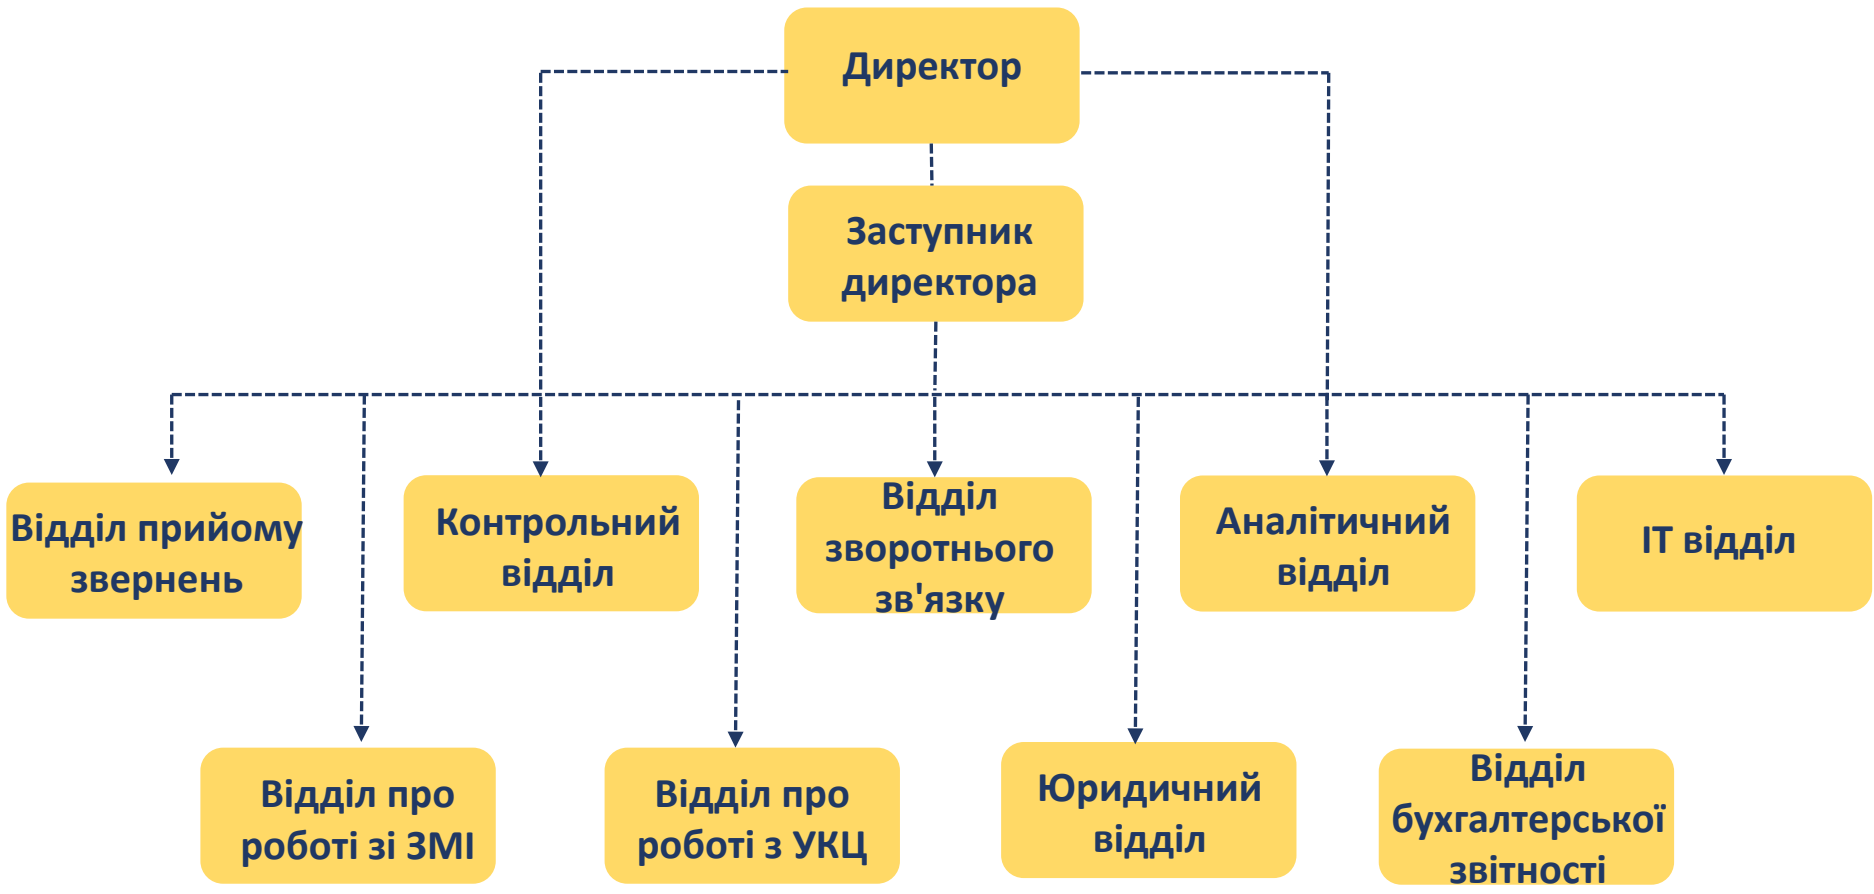 Директор
Заступник
директора
Відділ прийому
звернень
Контрольний
відділ
Відділ
зворотнього
зв'язку
Аналітичний
відділ
ІТ відділ
Відділ про
роботі зі ЗМІ
Відділ про
роботі з УКЦ
Юридичний
відділ
Відділ
бухгалтерської
звітності